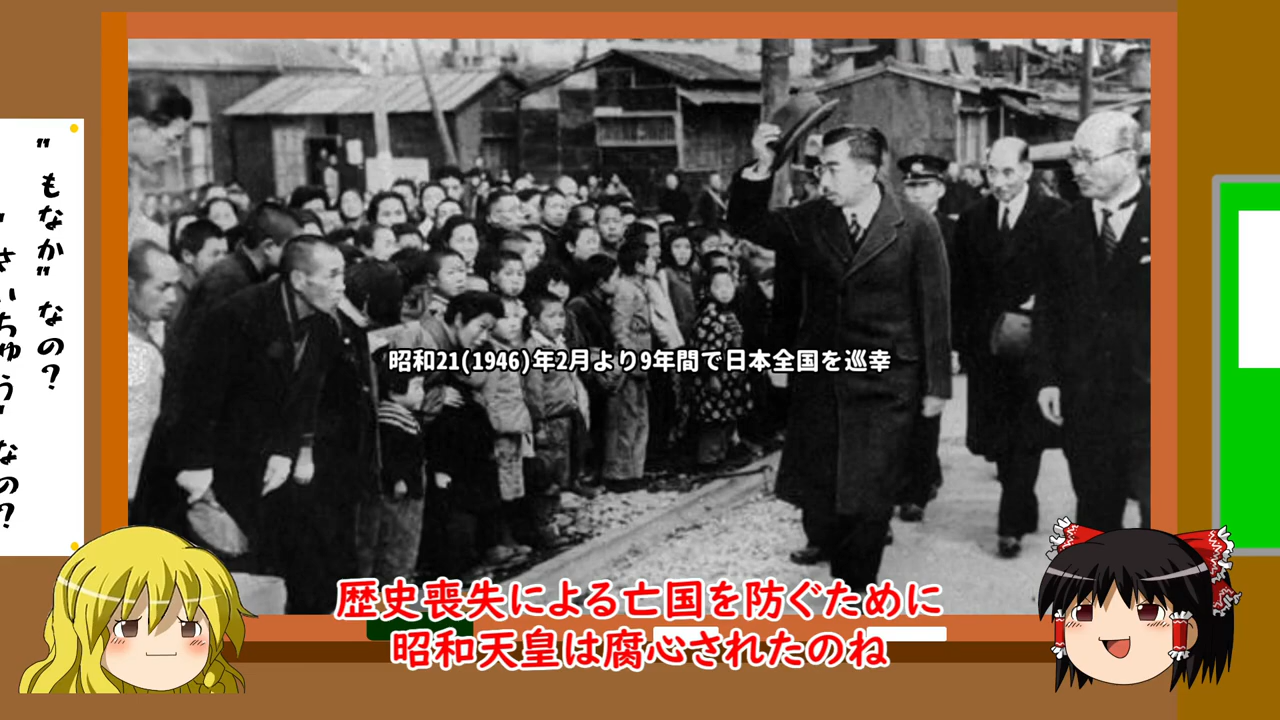 "もなか"なの?
"さいちゅう"なの?
昭和21(1946)年2月より9年間で日本全国を巡幸
歴史喪失による亡国を防ぐために
昭和天皇は腐心されたのね